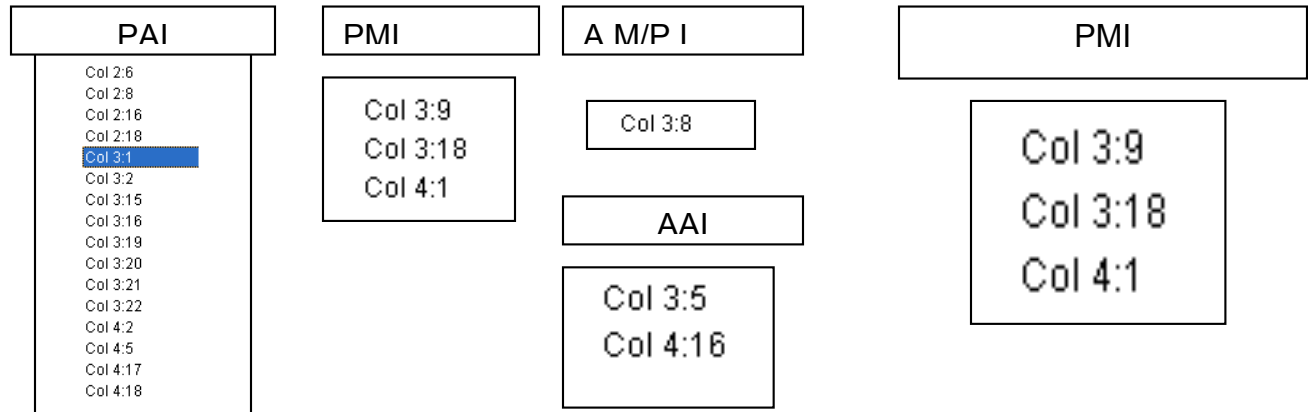 PAI
Col 2:6
Col 2:8
Col 2:16
Col 2:18
Col 3:1
Col 3:2
Col 3:15
Col 3:16
Col 3:19
Col 3:20
Col 3:21
Col 3:22
Col 4:2
Col 4:5
Col 4:17
Col 4:18
PMI
Col 3:9
Col 3:18
Col 4:1
A M/P I
Col 3:8
AAI
Col 3:5
Col 4:16
PMI
Col 3:9
Col 3:18
Col 4:1